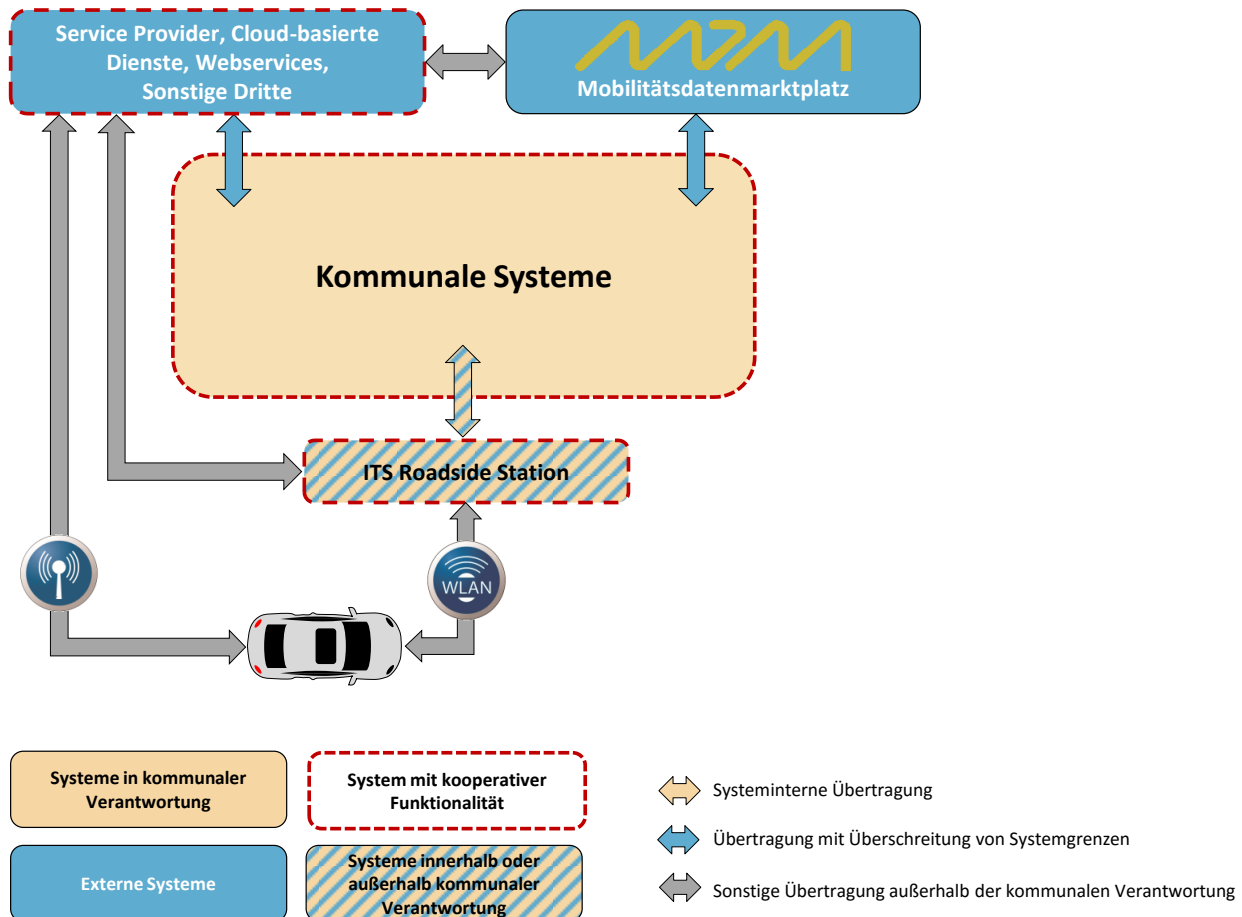 Service Provider, Cloud-basierte
Dienste, Webservices,
Sonstige Dritte
MDM
Mobilitätsdatenmarktplatz
Kommunale Systeme
ITS Roadside Station
WLAN
Systeme in kommunaler
Verantwortung
System mit kooperativer
Funktionalität
Externe Systeme
Systeme innerhalb oder
außerhalb kommunaler
Verantwortung
Systeminterne Übertragung
Übertragung mit Überschreitung von Systemgrenzen
Sonstige Übertragung außerhalb der kommunalen Verantwortung